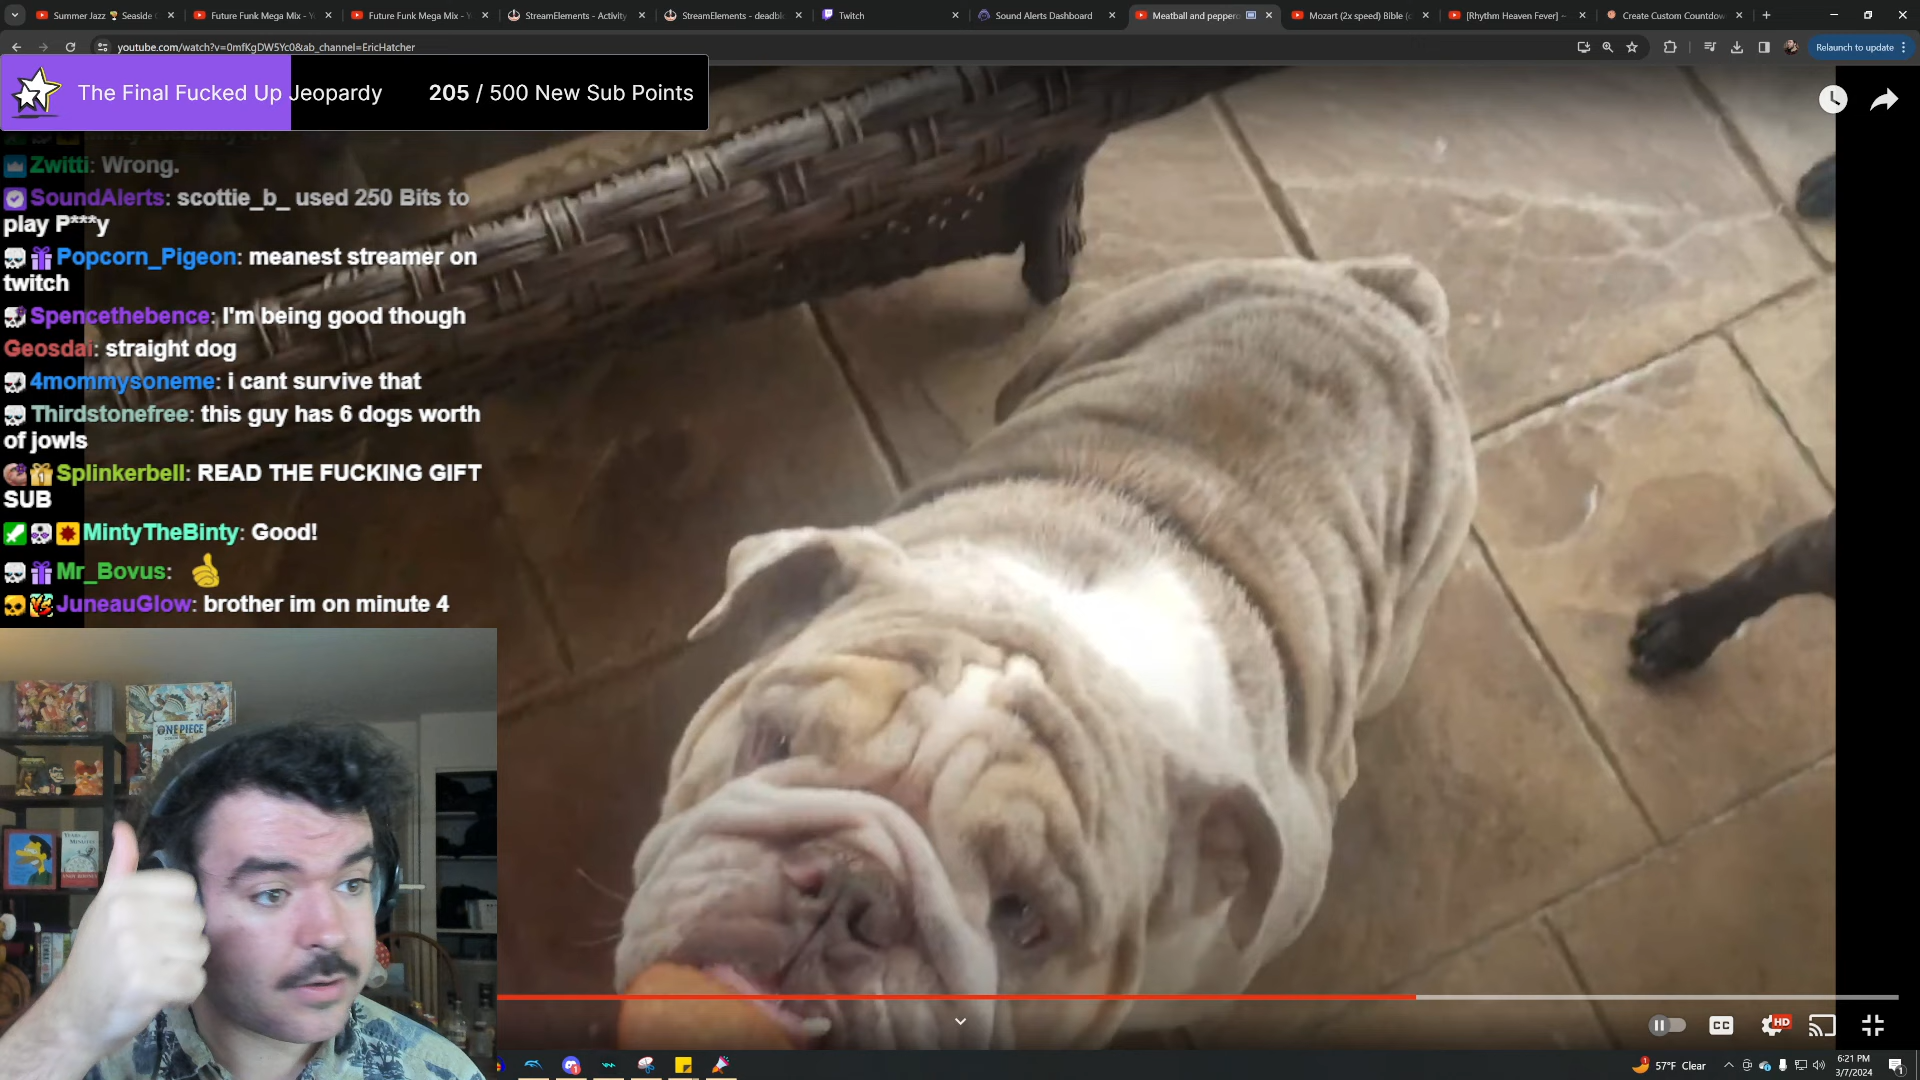 Summer Jazz 🍷 Seaside
Future Funk Mega Mix - Y
Future Funk Mega Mix - Y
StreamElements - Activity
StreamElements - deadb
Twitch
Sound Alerts Dashboard
Meatball and peppero
Mozart (2x speed) Bible (
[Rhythm Heaven Fever] -
Create Custom Countdow
youtube.com/watch?v=0mfKgDW5Yc0&ab_channel=EricHatcher
Relaunch to update
The Final Fucked Up Jeopardy 205 / 500 New Sub Points
Zwitti: Wrong.
SoundAlerts: scottie_b_ used 250 Bits to
play P***y
Popcorn_Pigeon: meanest streamer on
twitch
Spencethebence: I'm being good though
Geosdai: straight dog
4mommysoneme: i cant survive that
Thirdstonefree: this guy has 6 dogs worth
of jowls
Splinkerbell: READ THE FUCKING GIFT
SUB
MintyTheBinty: Good!
Mr_Bovus: 👍
JuneauGlow: brother im on minute 4
ONE PIECE
CC
HD
57°F Clear
6:21 PM
3/7/2024